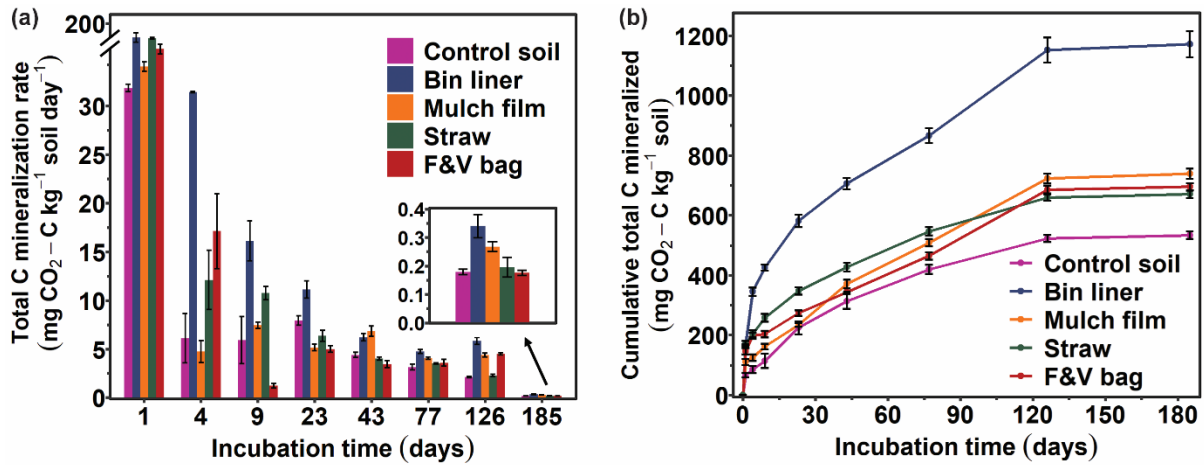 (a)
Total C mineralization rate
(mg CO₂ – C kg⁻¹ soil day⁻¹)
200
30
15
10
5
0
Control soil
Bin liner
Mulch film
Straw
F&V bag
0.4
0.3
0.2
0.1
0.0
1 4 9 23 43 77 126 185
Incubation time (days)
(b)
Cumulative total C mineralized
(mg CO₂ – C kg⁻¹ soil)
1200
1000
800
600
400
200
0
Control soil
Bin liner
Mulch film
Straw
F&V bag
0 30 60 90 120 150 180
Incubation time (days)